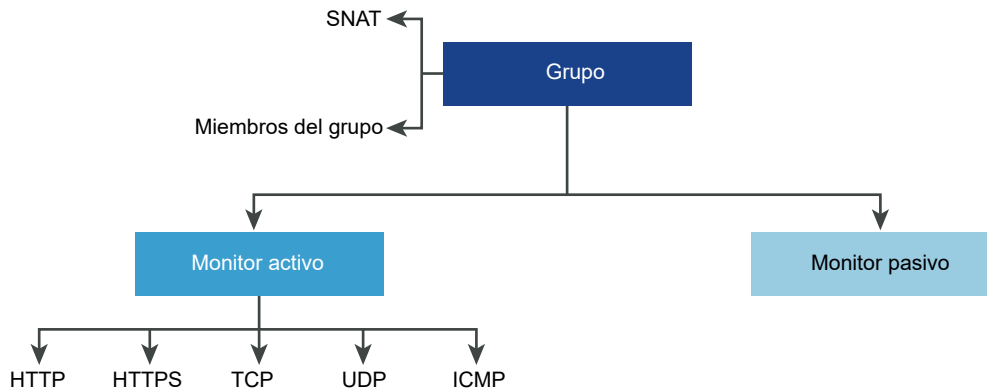 SNAT
Grupo
Miembros del grupo
Monitor activo
Monitor pasivo
HTTP
HTTPS
TCP
UDP
ICMP